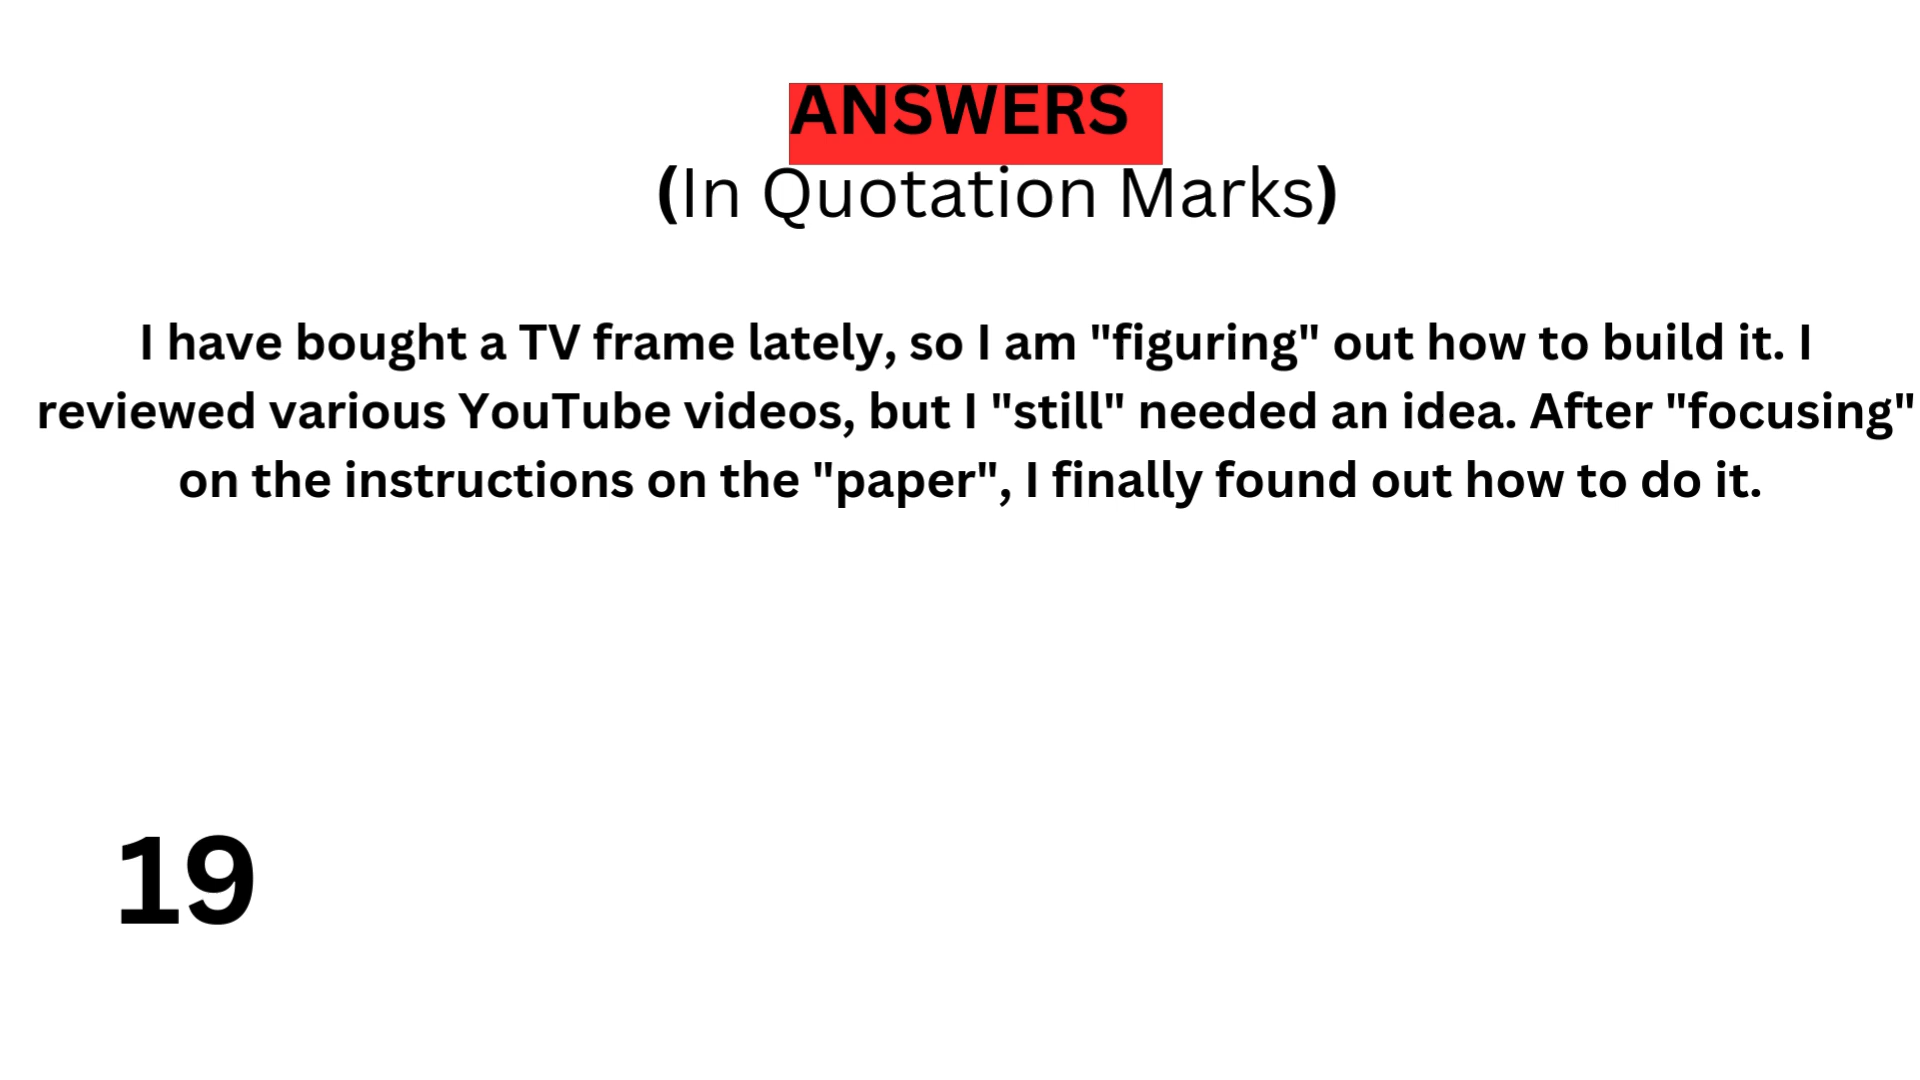 ANSWERS
(In Quotation Marks)
I have bought a TV frame lately, so I am "figuring" out how to build it. I
reviewed various YouTube videos, but I "still" needed an idea. After "focusing"
on the instructions on the "paper", I finally found out how to do it.
19